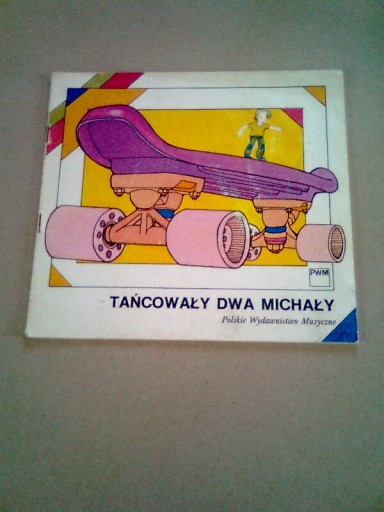 PWM
TAŃCOWAŁY DWA MICHAŁY
Polskie Wydawnictwo Muzyczne